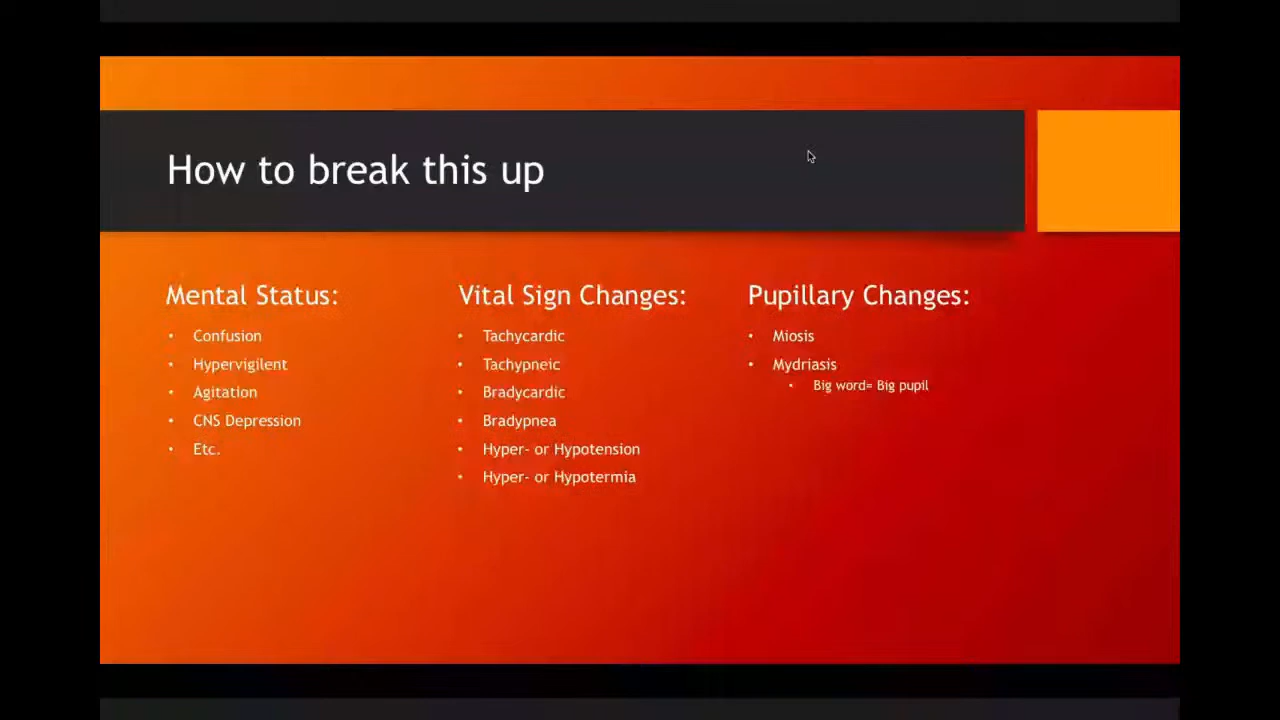 How to break this up
Mental Status:
• Confusion
• Hypervigilent
• Agitation
• CNS Depression
• Etc.
Vital Sign Changes:
• Tachycardic
• Tachypneic
• Bradycardic
• Bradypnea
• Hyper- or Hypotension
• Hyper- or Hypotermia
Pupillary Changes:
• Miosis
• Mydriasis
• Big word= Big pupil